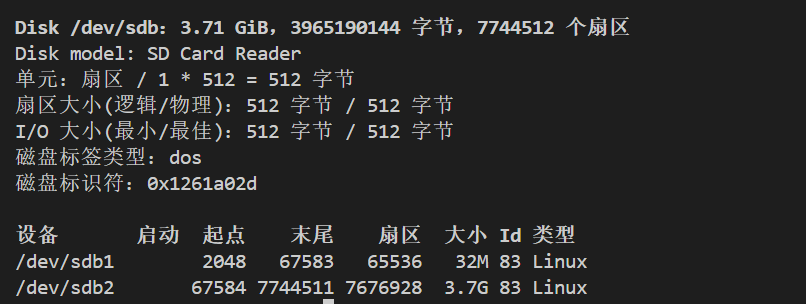 Disk /dev/sdb：3.71 GiB，3965190144 字节，7744512 个扇区
Disk model: SD Card Reader
单元：扇区 / 1 * 512 = 512 字节
扇区大小(逻辑/物理)：512 字节 / 512 字节
I/O 大小(最小/最佳)：512 字节 / 512 字节
磁盘标签类型：dos
磁盘标识符：0x1261a02d
设备 启动 起点 末尾 扇区 大小 Id 类型
/dev/sdb1 2048 67583 65536 32M 83 Linux
/dev/sdb2 67584 7744511 7676928 3.7G 83 Linux